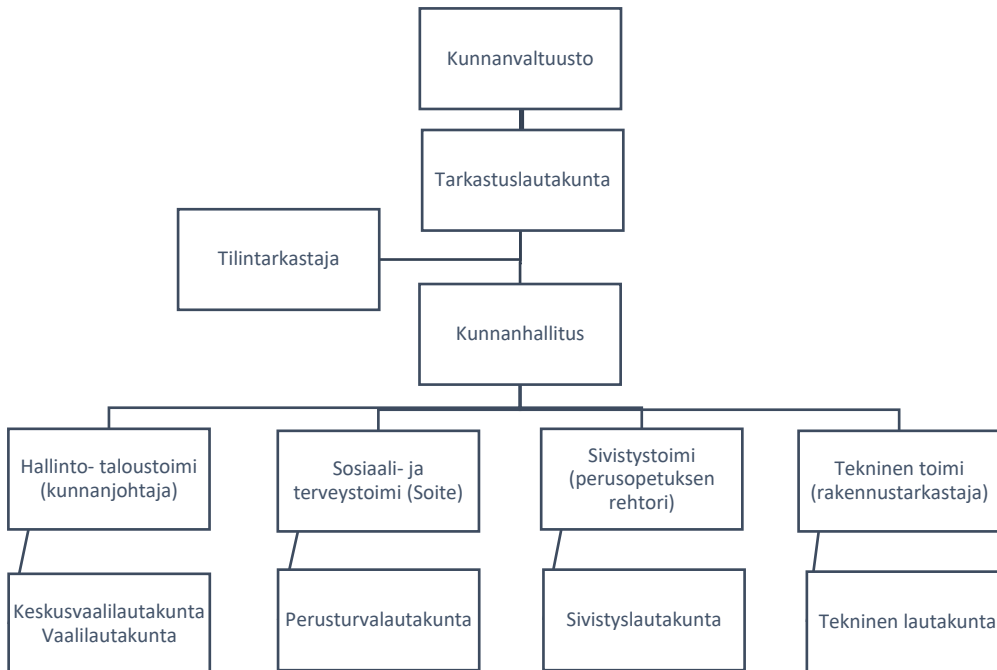 Kunnanvaltuusto
Tarkastuslautakunta
Tilintarkastaja
Kunnanhallitus
Hallinto- taloustoimi
(kunnanjohtaja)
Sosiaali- ja
terveystoimi (Soite)
Sivistystoimi
(perusopetuksen
rehtori)
Tekninen toimi
(rakennustarkastaja)
Keskusvaalilautakunta
Vaalilautakunta
Perusturvalautakunta
Sivistyslautakunta
Tekninen lautakunta